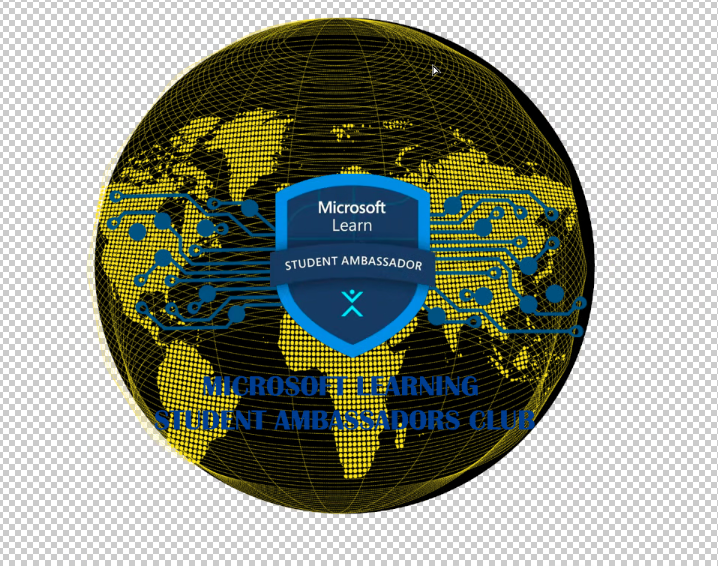 Microsoft
Learn
STUDENT AMBASSADOR
MICROSOFT LEARNING
STUDENT AMBASSADORS CLUB